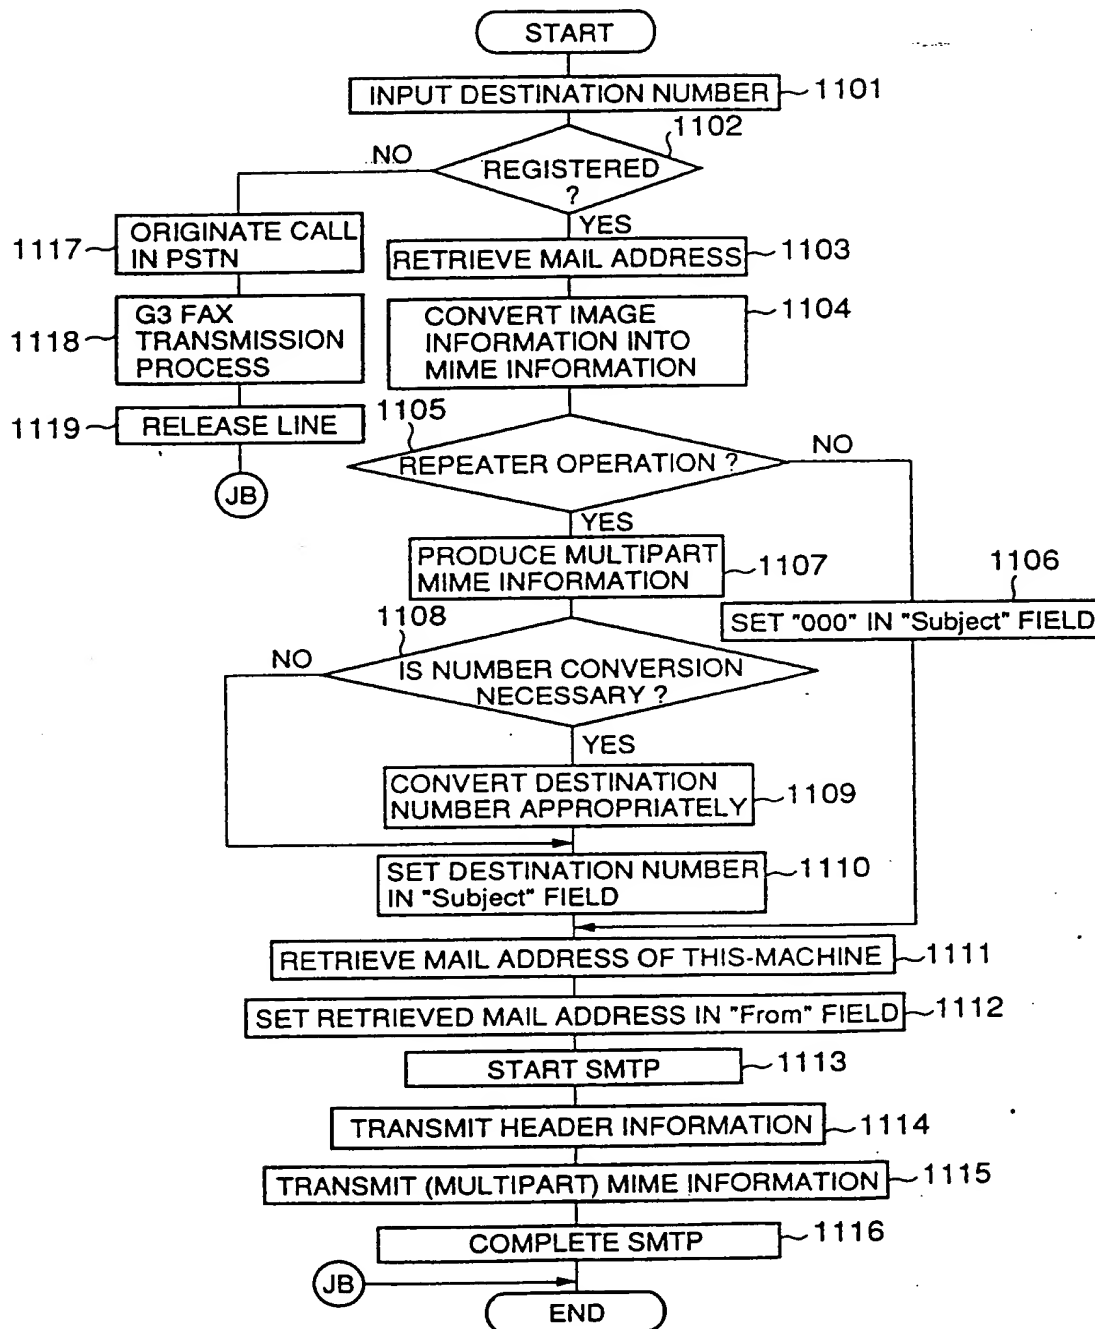 START
INPUT DESTINATION NUMBER
1101
1102
NO
REGISTERED
?
YES
1117
ORIGINATE CALL
IN PSTN
RETRIEVE MAIL ADDRESS
1103
1118
G3 FAX
TRANSMISSION
PROCESS
CONVERT IMAGE
INFORMATION INTO
MIME INFORMATION
1104
1119
RELEASE LINE
JB
1105
REPEATER OPERATION ?
NO
YES
PRODUCE MULTIPART
MIME INFORMATION
1107
1106
SET "000" IN "Subject" FIELD
1108
NO
IS NUMBER CONVERSION
NECESSARY ?
YES
CONVERT DESTINATION
NUMBER APPROPRIATELY
1109
SET DESTINATION NUMBER
IN "Subject" FIELD
1110
RETRIEVE MAIL ADDRESS OF THIS-MACHINE
1111
SET RETRIEVED MAIL ADDRESS IN "From" FIELD
1112
START SMTP
1113
TRANSMIT HEADER INFORMATION
1114
TRANSMIT (MULTIPART) MIME INFORMATION
1115
COMPLETE SMTP
1116
JB
END